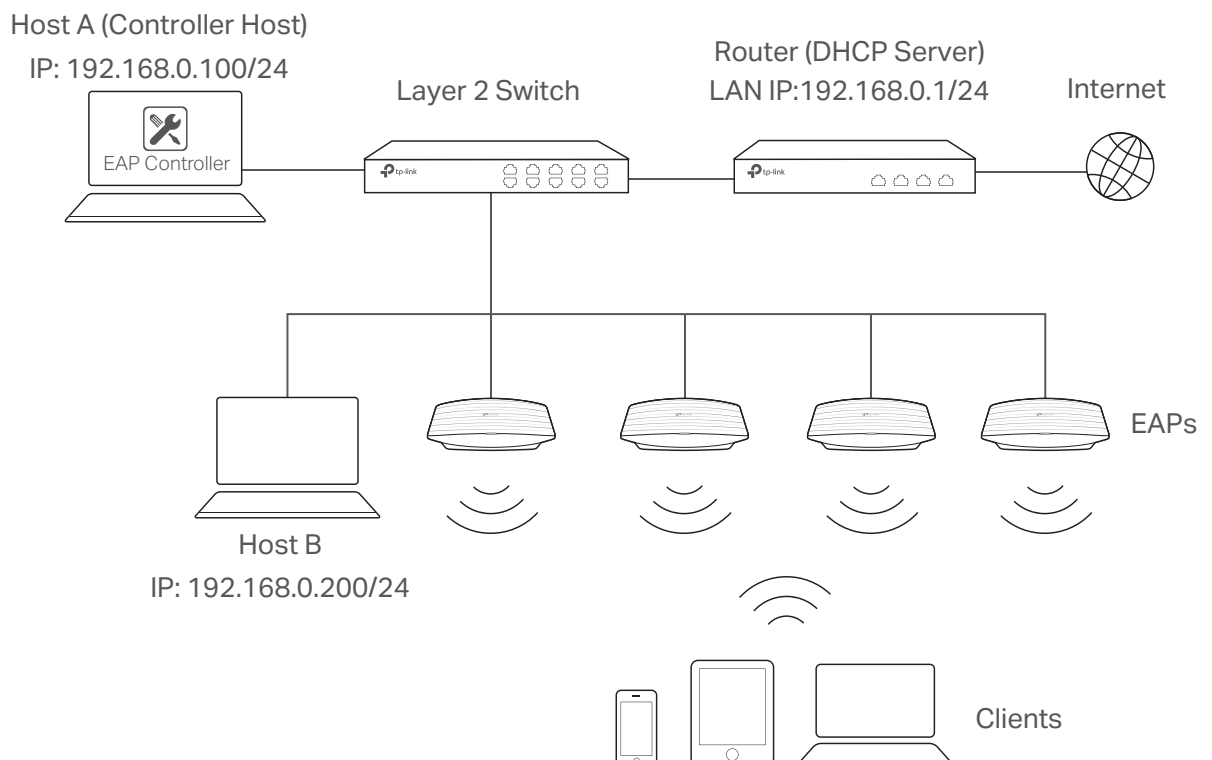 Host A (Controller Host)
IP: 192.168.0.100/24
EAP Controller
Layer 2 Switch
tp-link
Router (DHCP Server)
LAN IP:192.168.0.1/24
tp-link
Internet
EAPs
Host B
IP: 192.168.0.200/24
Clients